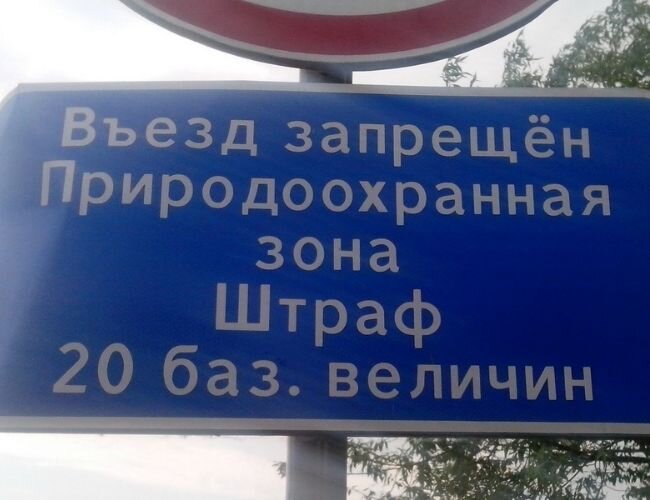 Въезд запрещён
Природоохранная
зона
Штраф
20 баз. величин